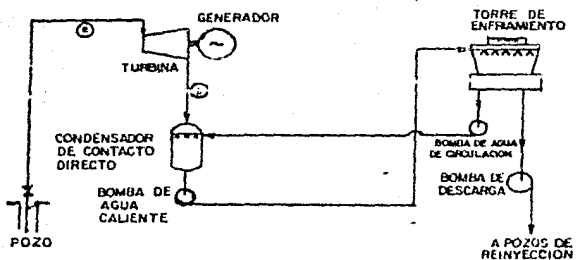 GENERADOR
TURBINA
TORRE DE
ENFRIAMIENTO
CONDENSADOR
DE CONTACTO
DIRECTO
BOMBA DE AGUA
DE CIRCULACION
BOMBA DE
AGUA
CALIENTE
BOMBA DE
DESCARGA
POZO
A POZOS DE
REINYECCION